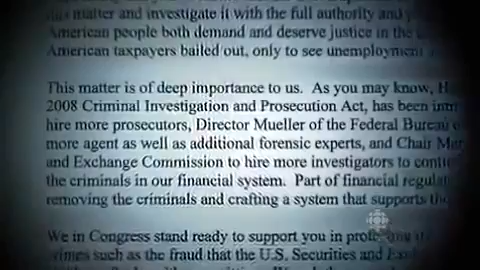 this matter and investigate it with the full authority and
American people both demand and deserve justice in the
American taxpayers bailed out, only to see unemployment
This matter is of deep importance to us. As you may know, H
2008 Criminal Investigation and Prosecution Act, has been
hire more prosecutors, Director Mueller of the Federal Bureau
more agent as well as additional forensic experts, and Chair
and Exchange Commission to hire more investigators to
the criminals in our financial system. Part of financial
removing the criminals and crafting a system that supports the
We in Congress stand ready to support you in
crimes such as the fraud that the U.S. Securities and